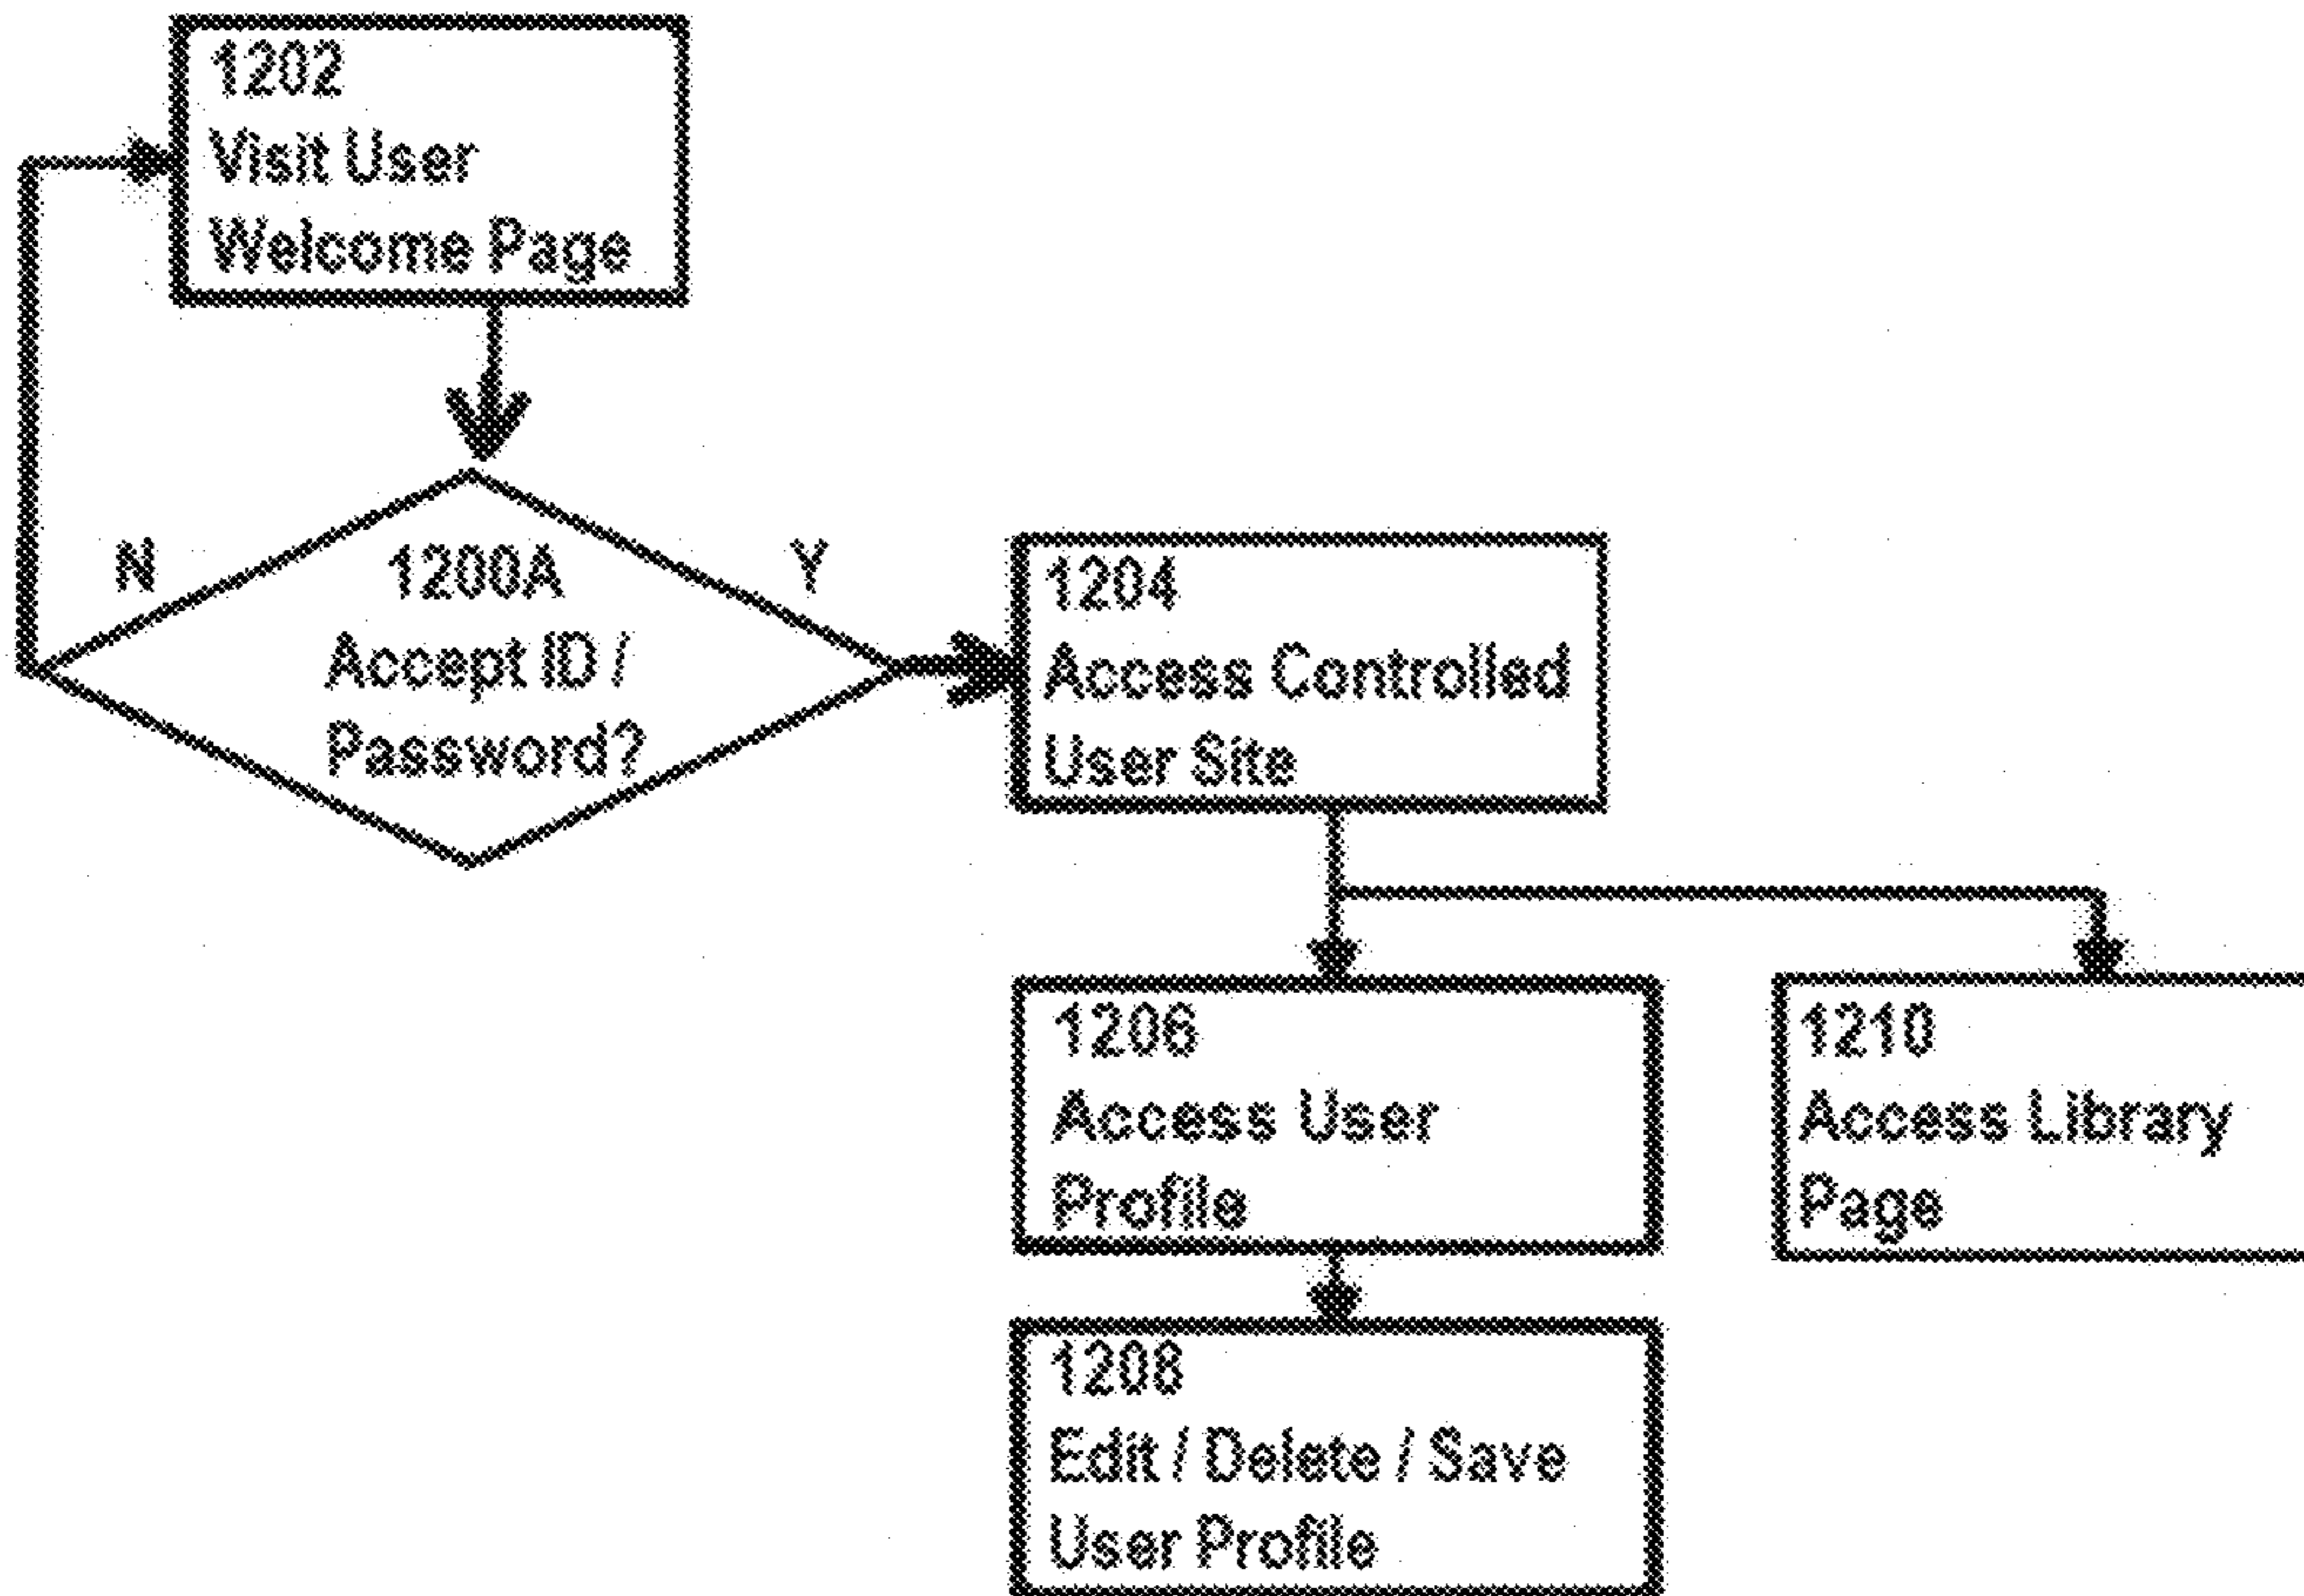 1202
Visit User
Welcome Page
N
1200A
Y
Accept ID /
Password?
1204
Access Controlled
User Site
1206
Access User
Profile
1210
Access Library
Page
1208
Edit / Delete / Save
User Profile